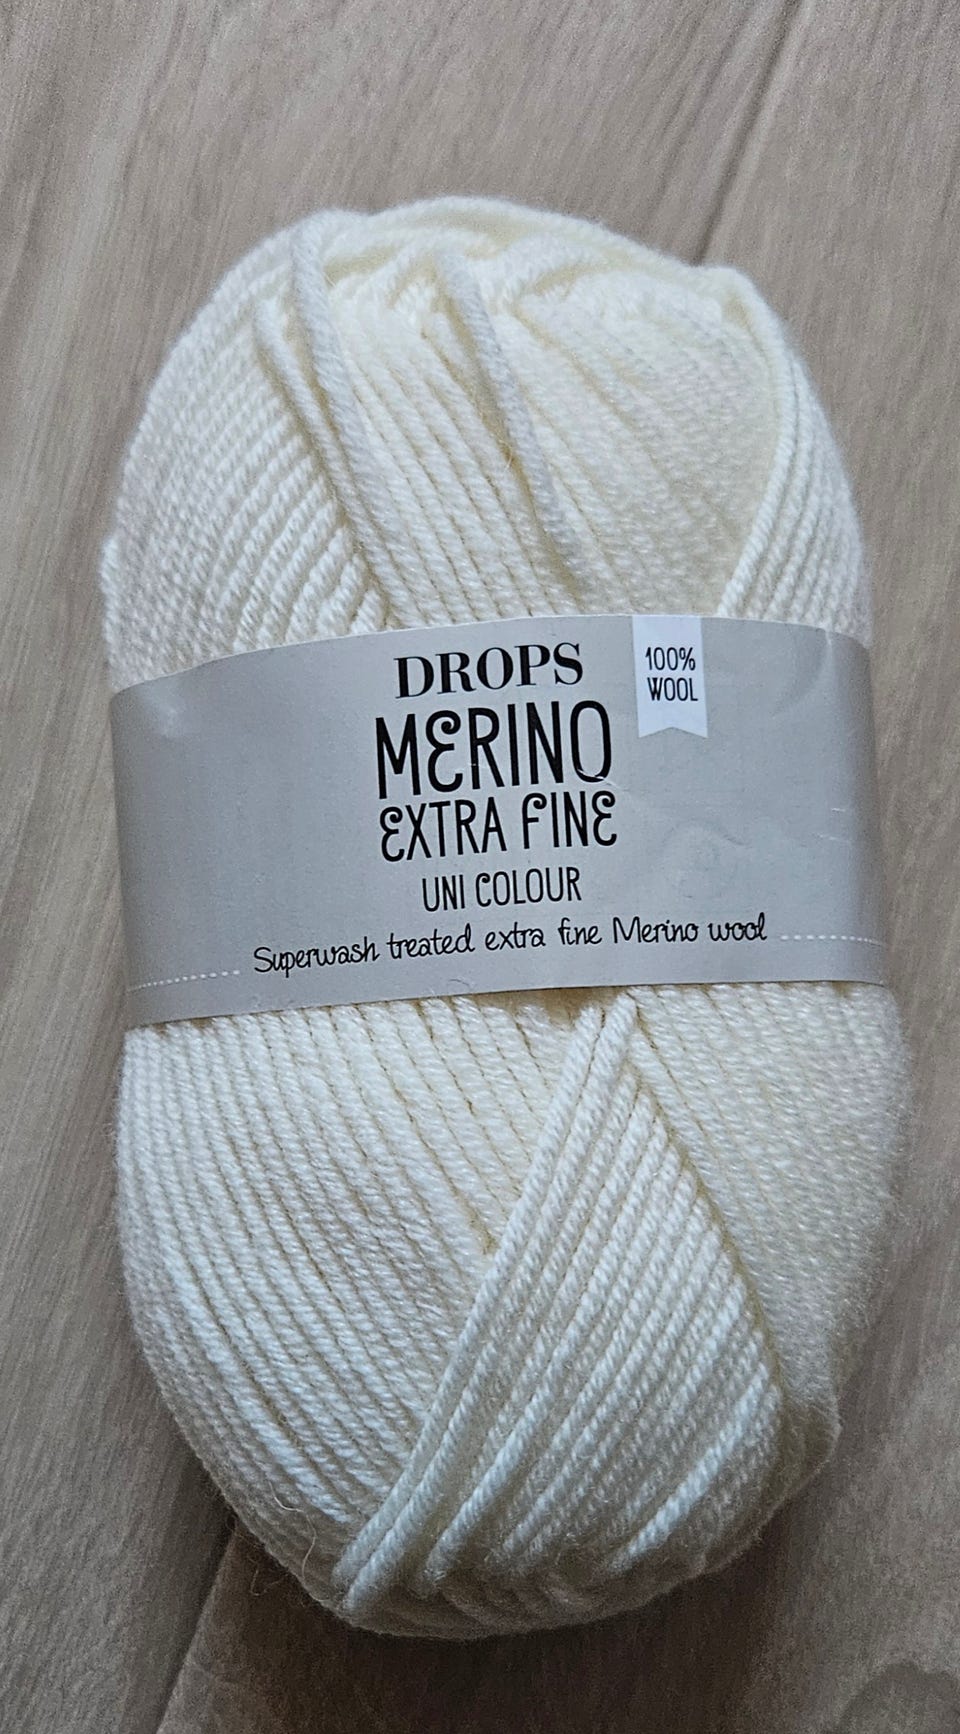 DROPS
MERINO
EXTRA FINE
UNI COLOUR
Superwash treated extra fine Merino wool
100%
WOOL